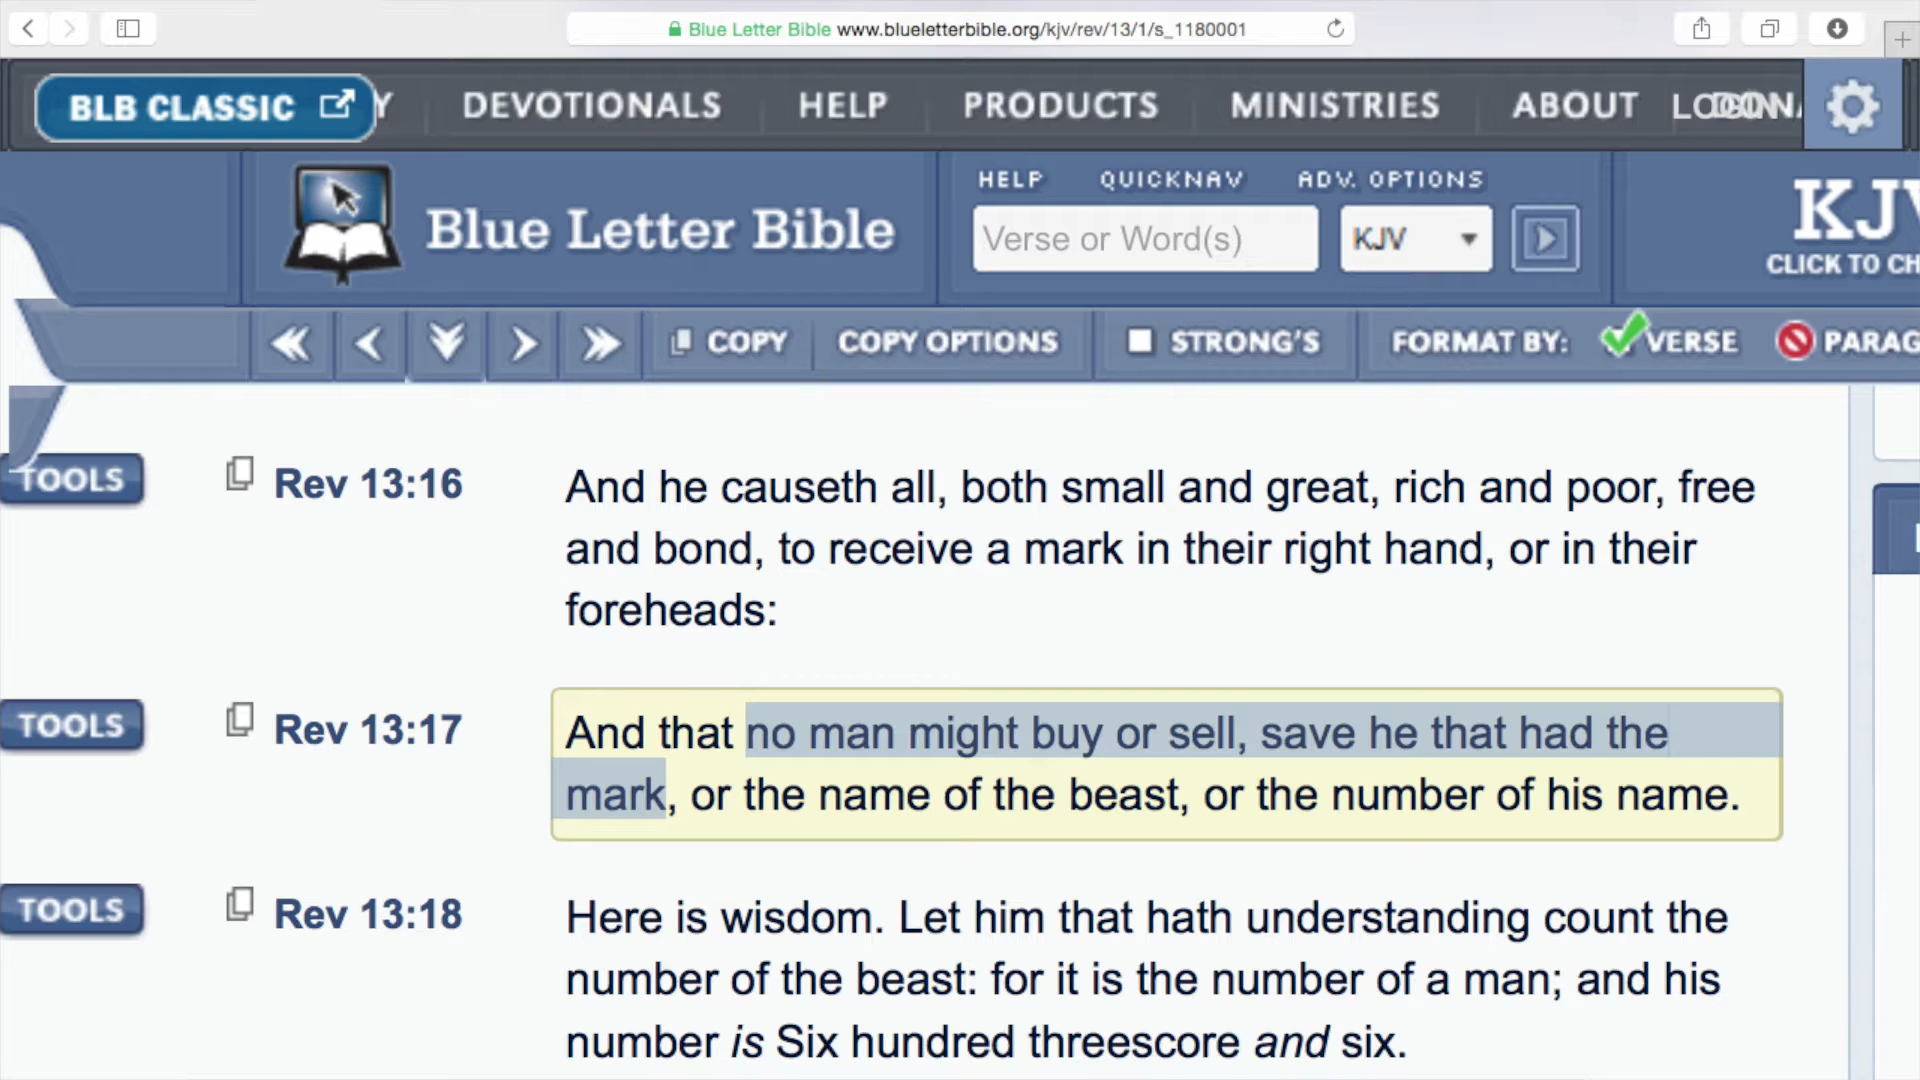 Blue Letter Bible www.blueletterbible.org/kjv/rev/13/1/s_1180001
BLB CLASSIC Y DEVOTIONALS HELP PRODUCTS MINISTRIES ABOUT LOGIN
HELP QUICKNAV ADV. OPTIONS
Blue Letter Bible Verse or Word(s) KJV
CLICK TO
COPY COPY OPTIONS STRONG'S FORMAT BY: VERSE
TOOLS Rev 13:16 And he causeth all, both small and great, rich and poor, free
and bond, to receive a mark in their right hand, or in their
foreheads:
TOOLS Rev 13:17 And that no man might buy or sell, save he that had the
mark, or the name of the beast, or the number of his name.
TOOLS Rev 13:18 Here is wisdom. Let him that hath understanding count the
number of the beast: for it is the number of a man; and his
number is Six hundred threescore and six.